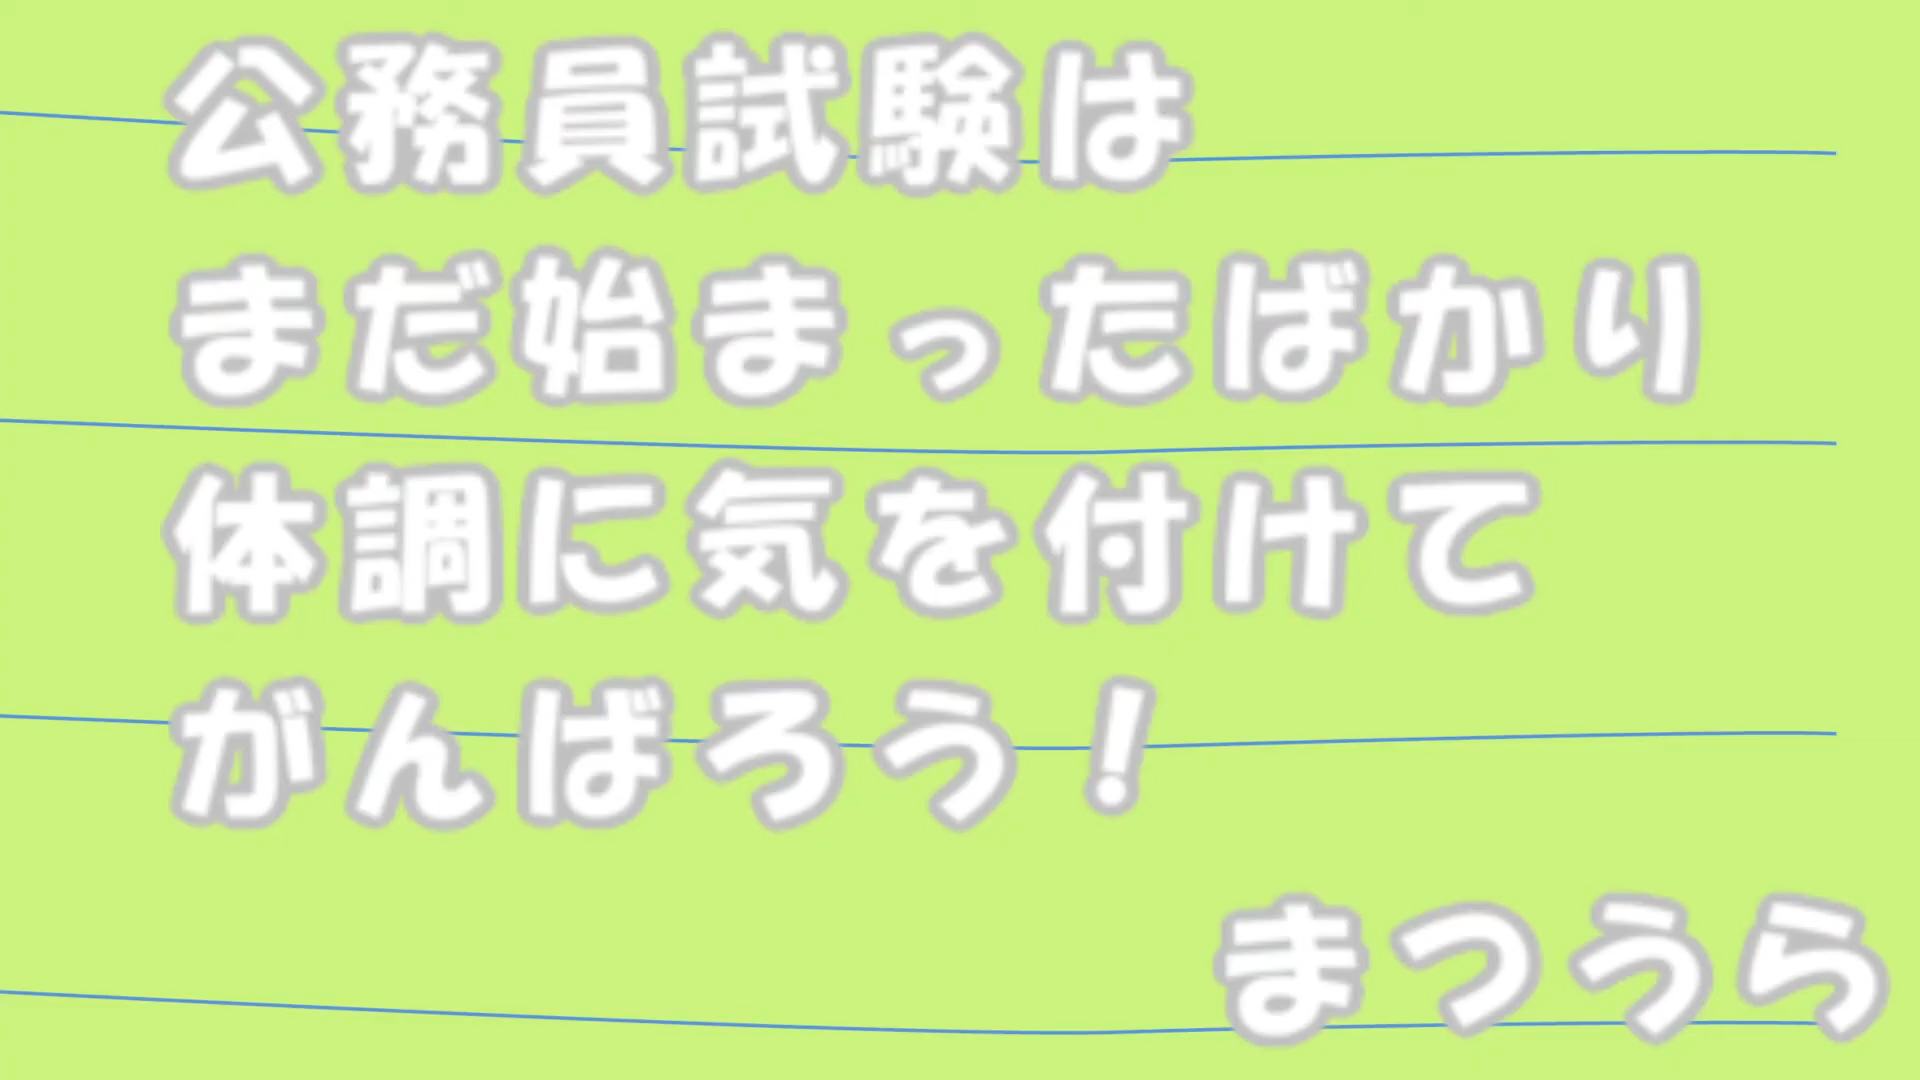 公務員試験は
まだ始まったばかり
体調に気を付けて
がんばろう！
まつうら